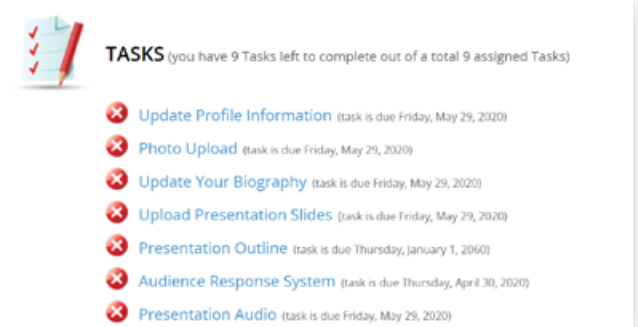 TASKS (you have 9 Tasks left to complete out of a total 9 assigned Tasks)
Update Profile Information (task is due Friday, May 29, 2020)
Photo Upload (task is due Friday, May 29, 2020)
Update Your Biography (task is due Friday, May 29, 2020)
Upload Presentation Slides (task is due Friday, May 29, 2020)
Presentation Outline (task is due Thursday, January 1, 2060)
Audience Response System (task is due Thursday, April 30, 2020)
Presentation Audio (task is due Friday, May 29, 2020)